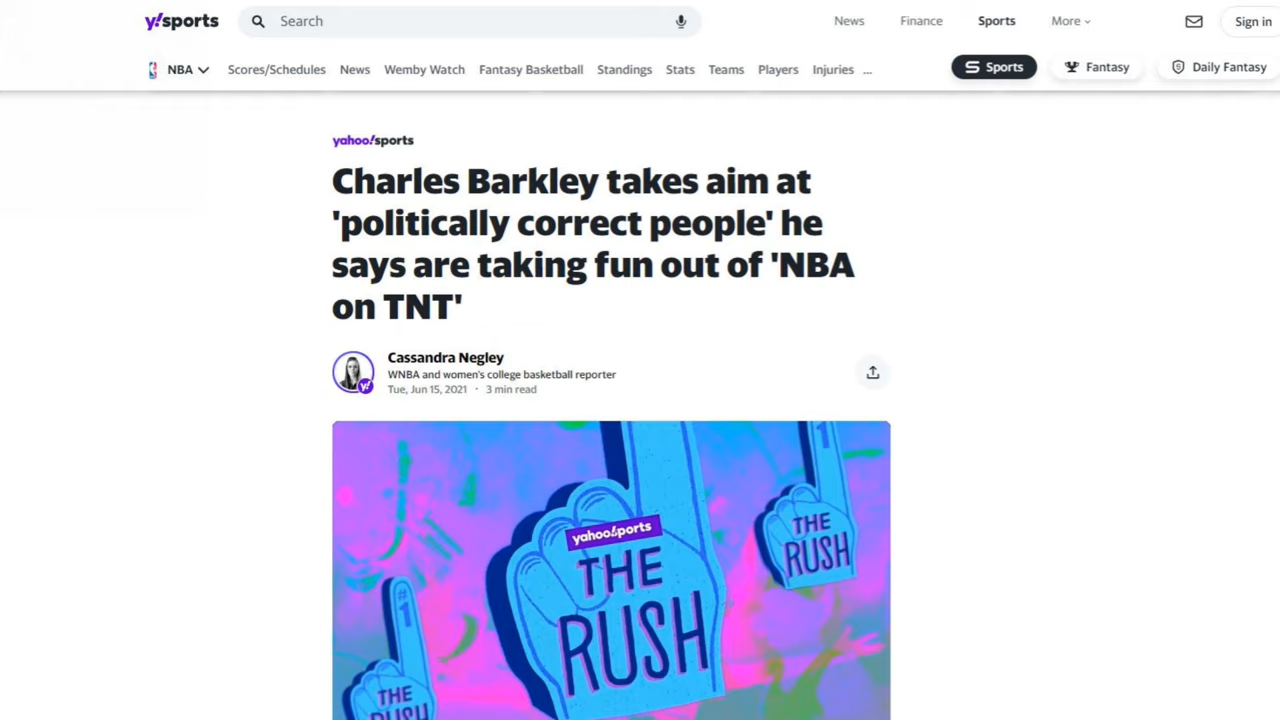 y!sports
Search
News
Finance
Sports
More
Sign in
NBA
Scores/Schedules
News
Wemby Watch
Fantasy Basketball
Standings
Stats
Teams
Players
Injuries
...
Sports
Fantasy
Daily Fantasy
yahoo!sports
Charles Barkley takes aim at
'politically correct people' he
says are taking fun out of 'NBA
on TNT'
Cassandra Negley
y!
WNBA and women's college basketball reporter
Tue, Jun 15, 2021 · 3 min read
1
yahoo!sports
THE
RUSH
THE
RUSH
#1
THE
RUSH